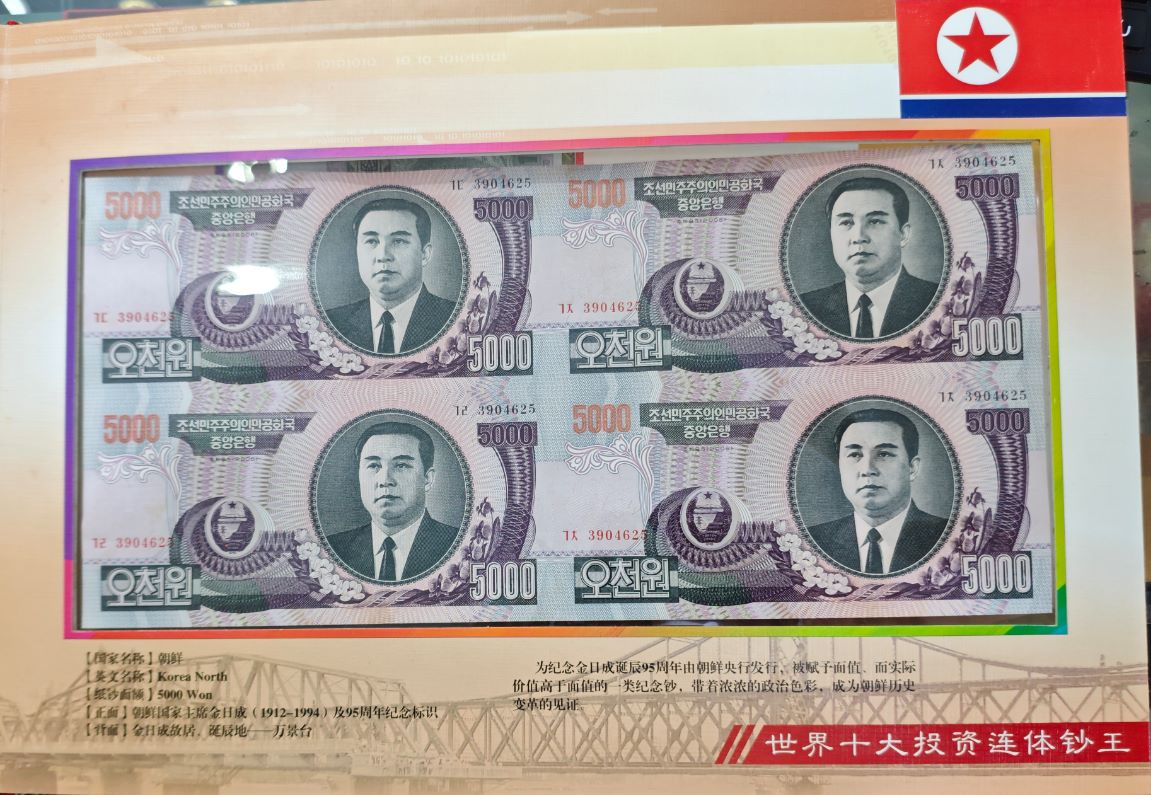 ㄱㄷ 3904625
ㄱㅈ 3904625
5000
조선민주주의인민공화국
중앙은행
5000
5000
조선민주주의인민공화국
중앙은행
5000
3904625
3904625
오천원
5000
오천원
5000
ㄱㄹ 3904625
ㄱㅈ 3904625
5000
조선민주주의인민공화국
중앙은행
5000
5000
조선민주주의인민공화국
중앙은행
5000
ㄱㄹ 3904625
3904625
오천원
5000
오천원
5000
【国家名称】朝鲜
【英文名称】Korea North
【纸钞面额】5000 Won
【正面】朝鲜国家主席金日成（1912-1994）及95周年纪念标识
【背面】金日成故居，诞辰地——万景台
为纪念金日成诞辰95周年由朝鲜央行发行，被赋予面值、而实际
价值高于面值的一类纪念钞，带着浓浓的政治色彩，成为朝鲜历史
变革的见证。
世界十大投资连体钞王